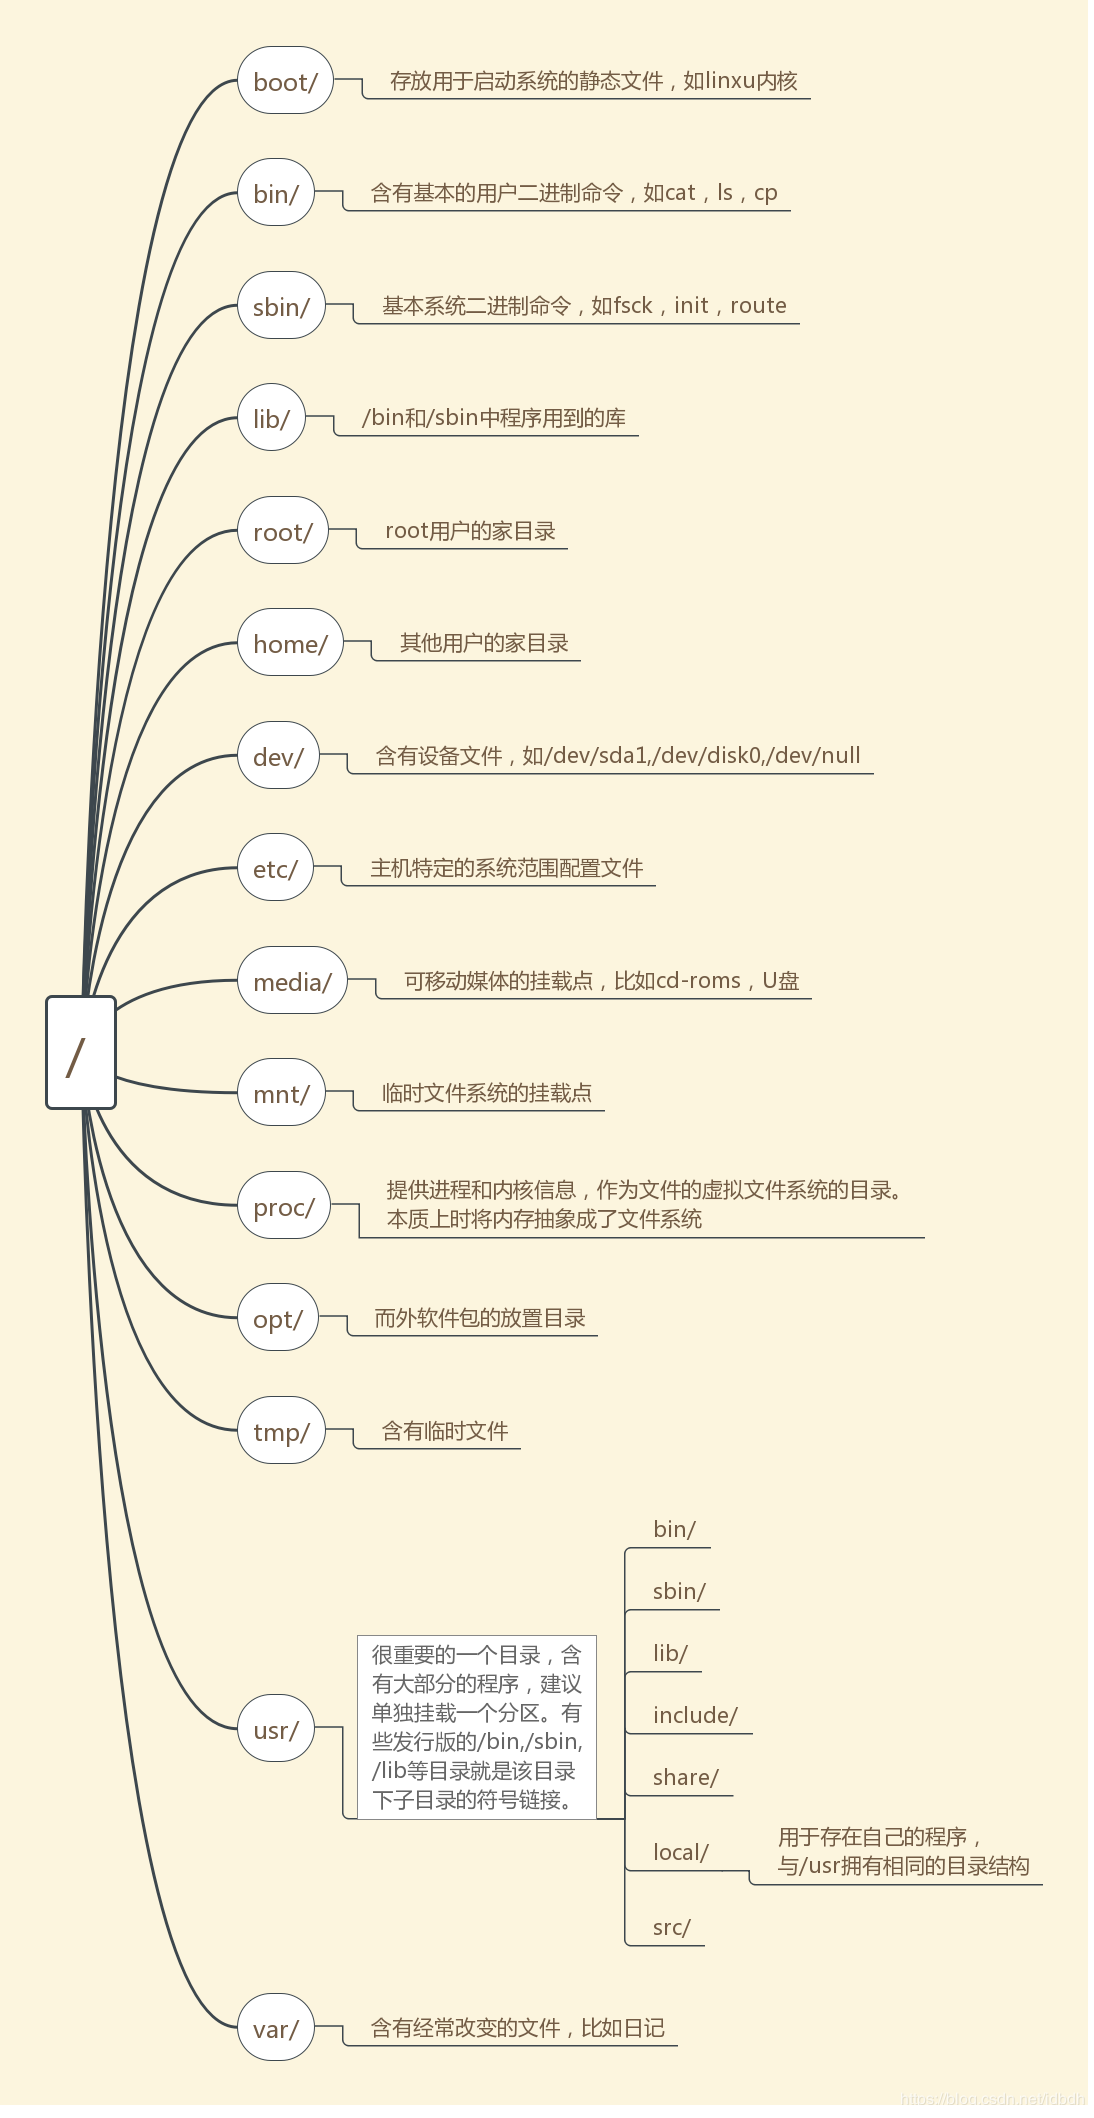 /
boot/
存放用于启动系统的静态文件，如linxu内核
bin/
含有基本的用户二进制命令，如cat，ls，cp
sbin/
基本系统二进制命令，如fsck，init，route
lib/
/bin和/sbin中程序用到的库
root/
root用户的家目录
home/
其他用户的家目录
dev/
含有设备文件，如/dev/sda1,/dev/disk0,/dev/null
etc/
主机特定的系统范围配置文件
media/
可移动媒体的挂载点，比如cd-roms，U盘
mnt/
临时文件系统的挂载点
proc/
提供进程和内核信息，作为文件的虚拟文件系统的目录。
本质上时将内存抽象成了文件系统
opt/
而外软件包的放置目录
tmp/
含有临时文件
usr/
很重要的一个目录，含
有大部分的程序，建议
单独挂载一个分区。有
些发行版的/bin,/sbin,
/lib等目录就是该目录
下子目录的符号链接。
bin/
sbin/
lib/
include/
share/
local/
用于存在自己的程序，
与/usr拥有相同的目录结构
src/
var/
含有经常改变的文件，比如日记
https://blog.csdn.net/idbdh